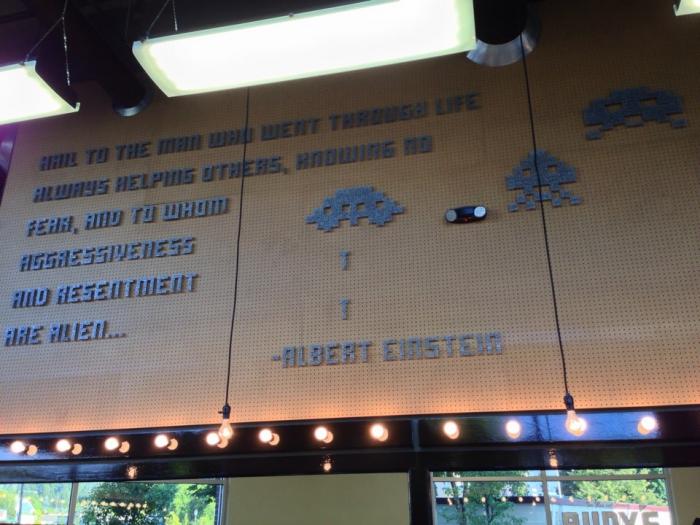 HAIL TO THE MAN WHO WENT THROUGH LIFE
ALWAYS HELPING OTHERS, KNOWING NO
FEAR, AND TO WHOM
AGGRESSIVENESS
AND RESENTMENT
ARE ALIEN...
-ALBERT EINSTEIN